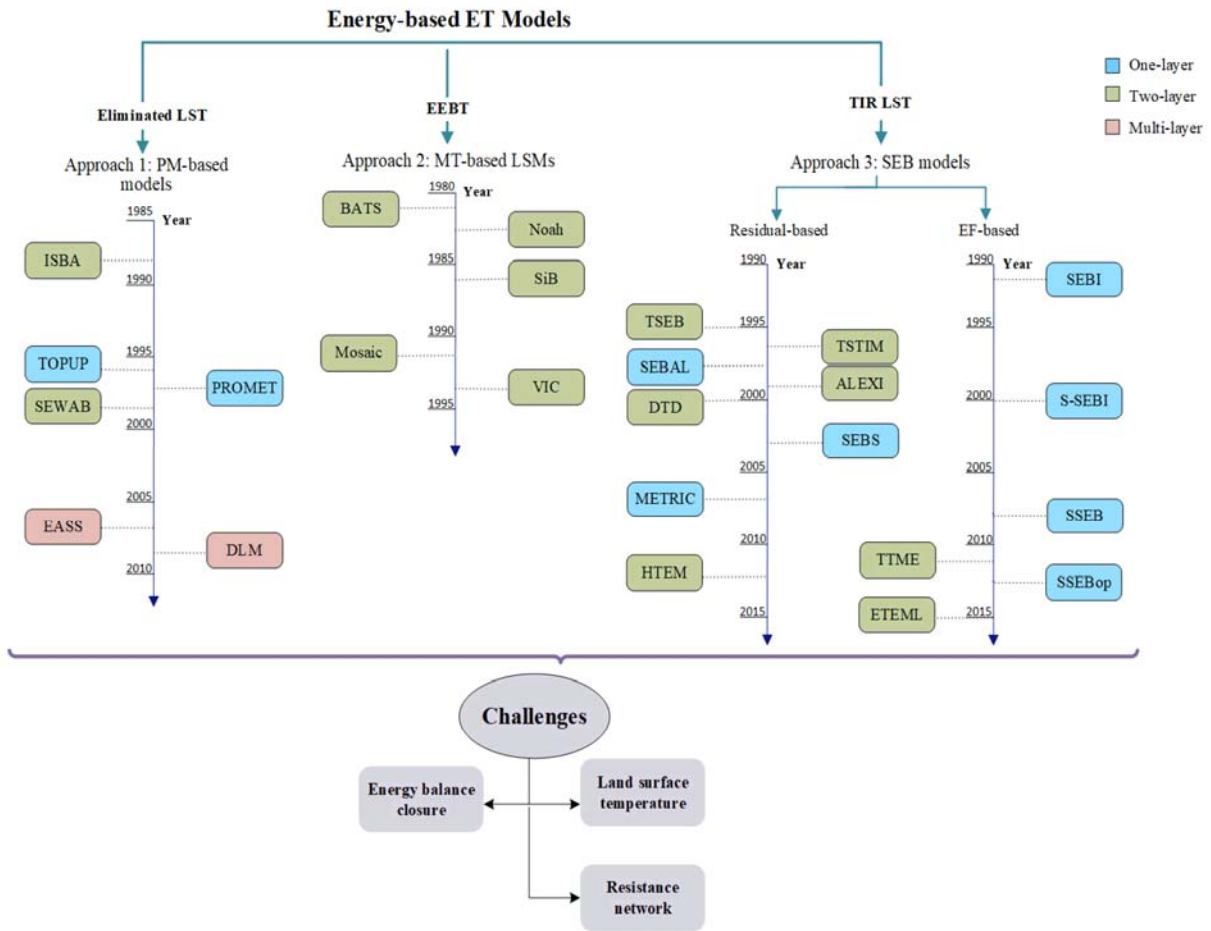 Energy-based ET Models
One-layer
Two-layer
Multi-layer
Eliminated LST
EEBT
TIR LST
Approach 1: PM-based
models
Approach 2: MT-based LSMs
Approach 3: SEB models
1985
Year
ISBA
1990
1995
TOPUP
PROMET
SEWAB
2000
2005
EASS
DLM
2010
1980
Year
BATS
Noah
1985
SiB
1990
Mosaic
VIC
1995
Residual-based
1990
Year
TSEB
1995
TSTIM
SEBAL
ALEXI
DTD
2000
SEBS
2005
METRIC
2010
HTEM
2015
EF-based
1990
Year
SEBI
1995
2000
S-SEBI
2005
SSEB
2010
TTME
SSEBop
ETEML
2015
Challenges
Energy balance
closure
Land surface
temperature
Resistance
network